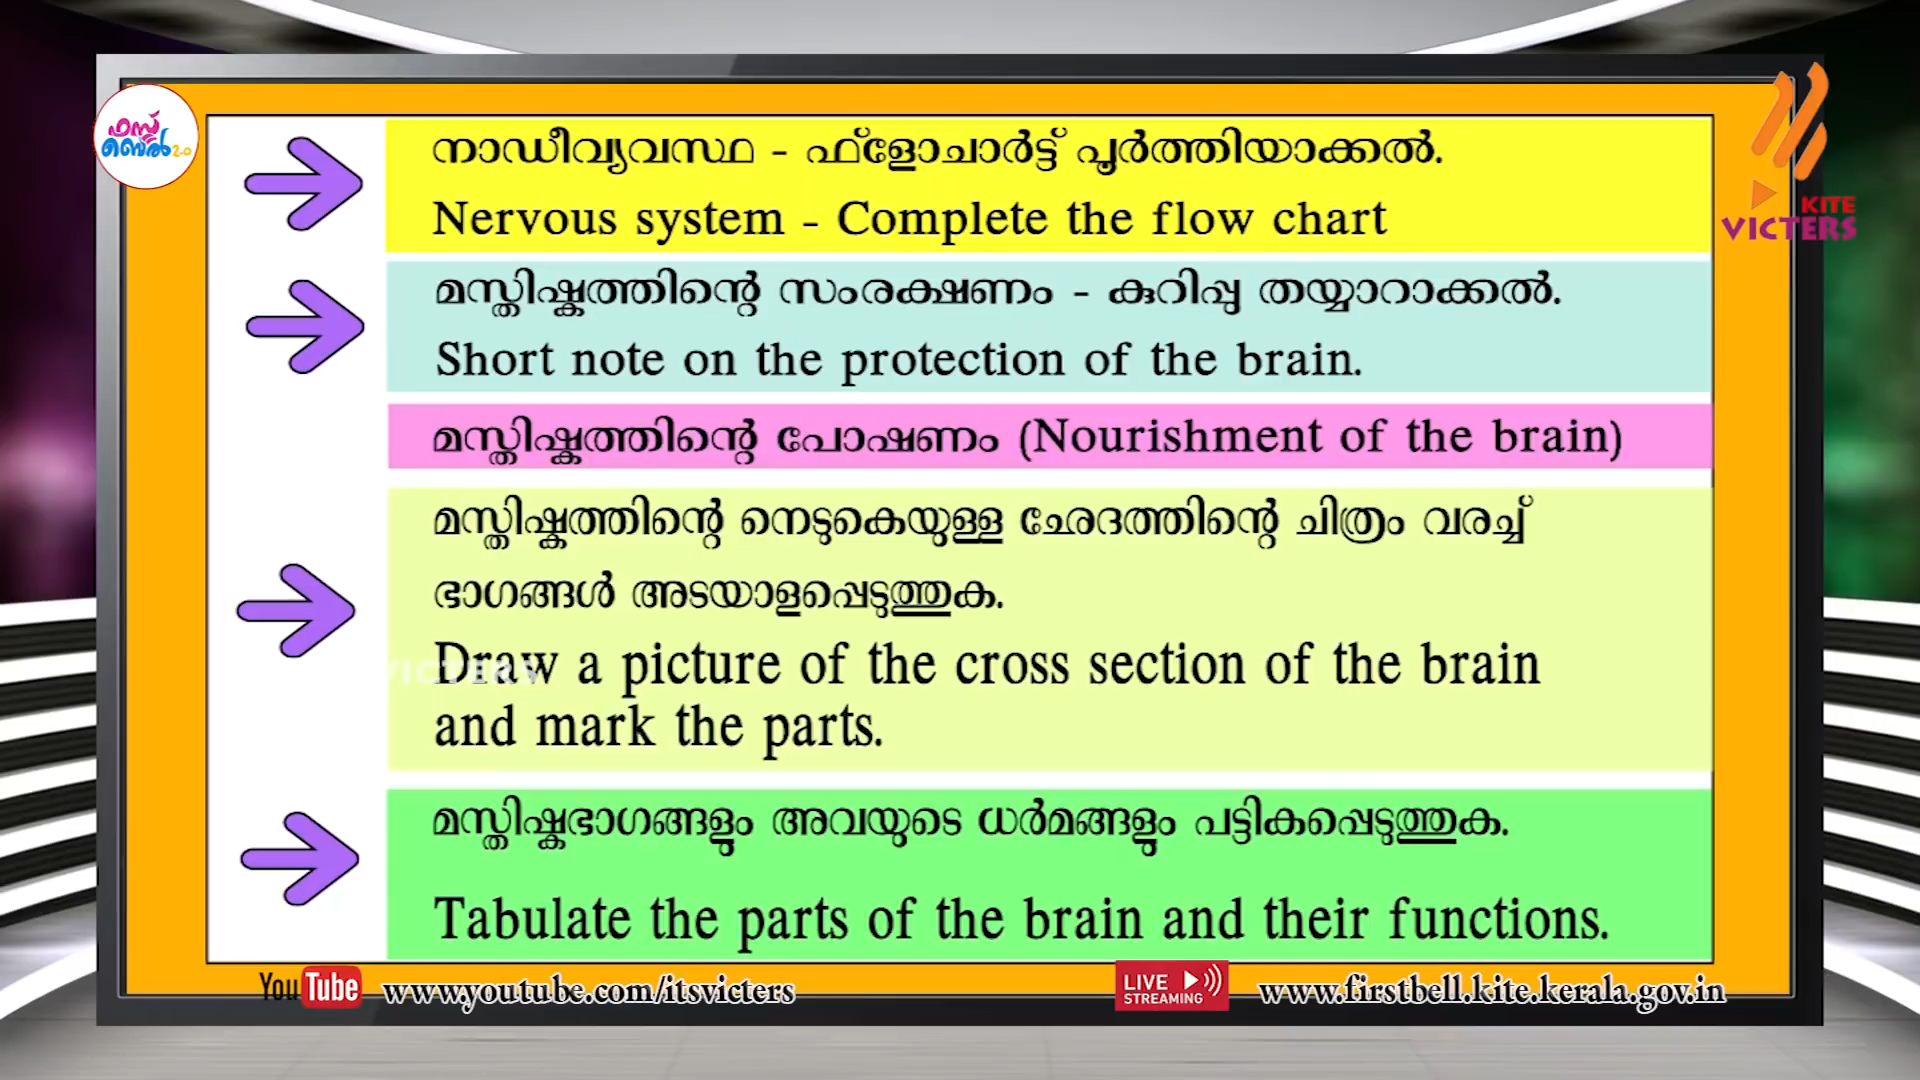 ഫസ്റ്റ്
ബെൽ 2.0
നാഡീവ്യവസ്ഥ - ഫ്ളോചാർട്ട് പൂർത്തിയാക്കൽ.
Nervous system - Complete the flow chart
KITE
VICTERS
മസ്തിഷ്കത്തിന്റെ സംരക്ഷണം - കുറിപ്പു തയ്യാറാക്കൽ.
Short note on the protection of the brain.
മസ്തിഷ്കത്തിന്റെ പോഷണം (Nourishment of the brain)
മസ്തിഷ്കത്തിന്റെ നെടുകെയുള്ള ഛേദത്തിന്റെ ചിത്രം വരച്ച്
ഭാഗങ്ങൾ അടയാളപ്പെടുത്തുക.
VICTERS
Draw a picture of the cross section of the brain
and mark the parts.
മസ്തിഷ്കഭാഗങ്ങളും അവയുടെ ധർമങ്ങളും പട്ടികപ്പെടുത്തുക.
Tabulate the parts of the brain and their functions.
YouTube www.youtube.com/itsvicters
LIVE
STREAMING
www.firstbell.kite.kerala.gov.in